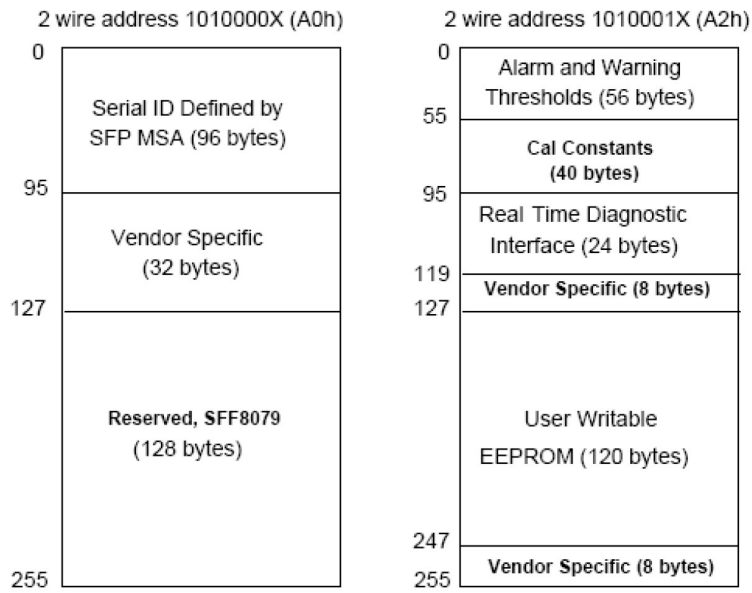 2 wire address 1010000X (A0h)
0
Serial ID Defined by
SFP MSA (96 bytes)
95
Vendor Specific
(32 bytes)
127
Reserved, SFF8079
(128 bytes)
255
2 wire address 1010001X (A2h)
0
Alarm and Warning
Thresholds (56 bytes)
55
Cal Constants
(40 bytes)
95
Real Time Diagnostic
Interface (24 bytes)
119
Vendor Specific (8 bytes)
127
User Writable
EEPROM (120 bytes)
247
Vendor Specific (8 bytes)
255